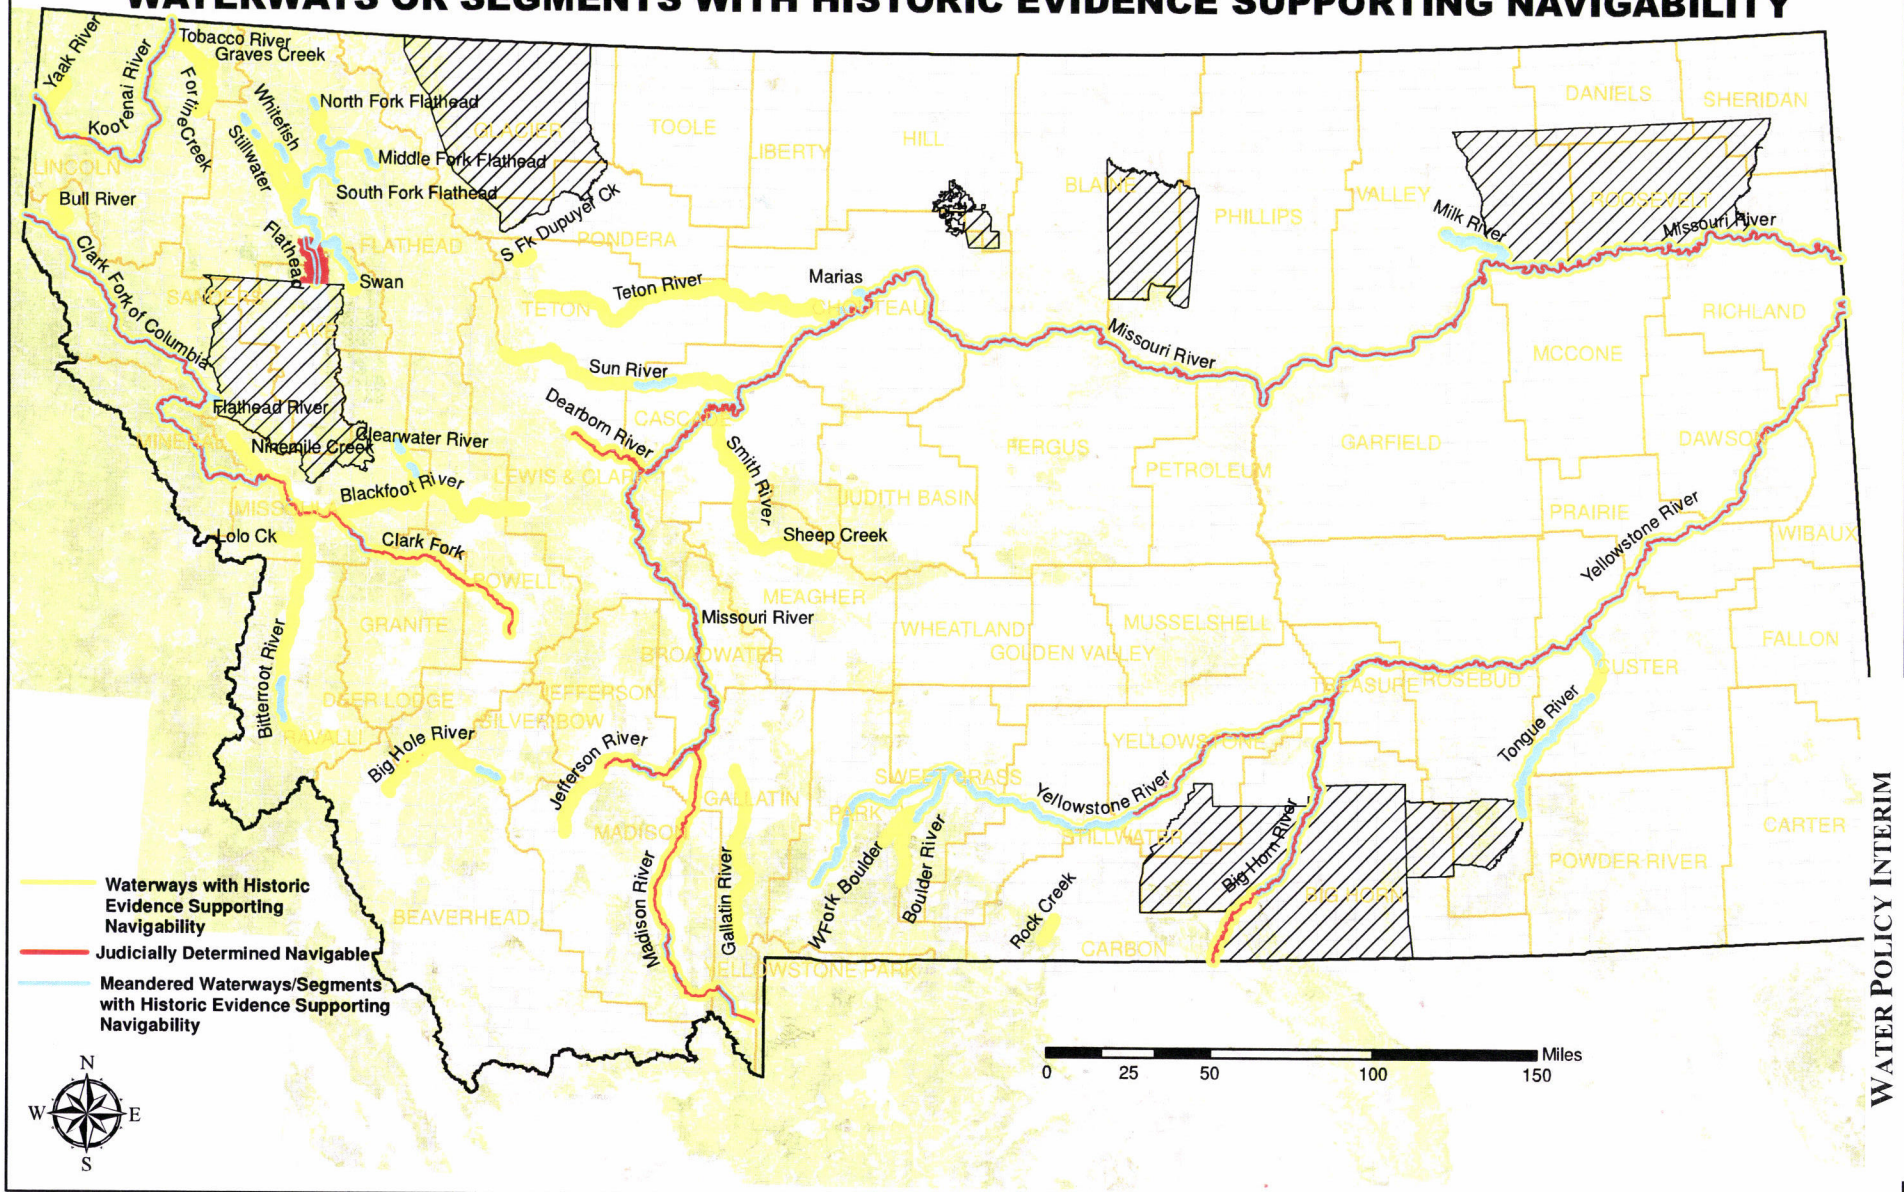 WATERWAYS OR SEGMENTS WITH HISTORIC EVIDENCE SUPPORTING NAVIGABILITY
Yaak River
Kootenai River
Tobacco River
Graves Creek
Fortine Creek
Whitefish
Stillwater
North Fork Flathead
Middle Fork Flathead
South Fork Flathead
GLACIER
TOOLE
LIBERTY
HILL
BLAINE
PHILLIPS
VALLEY
DANIELS
SHERIDAN
ROOSEVELT
LINCOLN
Bull River
Flathead
FLATHEAD
Swan
S Fk Dupuyer Ck
PONDERA
Milk River
Missouri River
Clark Fork of Columbia
SANDERS
LAKE
TETON
Teton River
Marias
CHOUTEAU
Missouri River
RICHLAND
MCCONE
Sun River
Dearborn River
CASCADE
Flathead River
MINERAL
Ninemile Creek
Clearwater River
Blackfoot River
LEWIS & CLARK
MISSOULA
Smith River
JUDITH BASIN
FERGUS
PETROLEUM
GARFIELD
DAWSON
PRAIRIE
WIBAUX
Yellowstone River
Lolo Ck
Clark Fork
Sheep Creek
POWELL
GRANITE
MEAGHER
Missouri River
BROADWATER
WHEATLAND
GOLDEN VALLEY
MUSSELSHELL
TREASURE
ROSEBUD
CUSTER
FALLON
Bitterroot River
RAVALLI
DEER LODGE
JEFFERSON
SILVER BOW
Big Hole River
Jefferson River
MADISON
GALLATIN
PARK
SWEET GRASS
YELLOWSTONE
Yellowstone River
STILLWATER
Tongue River
CARTER
POWDER RIVER
Big Horn River
BIG HORN
Madison River
Gallatin River
W Fork Boulder
Boulder River
Rock Creek
CARBON
BEAVERHEAD
YELLOWSTONE PARK
Waterways with Historic
Evidence Supporting
Navigability
Judicially Determined Navigable
Meandered Waterways/Segments
with Historic Evidence Supporting
Navigability
N
W
E
S
Miles
0 25 50 100 150
WATER POLICY INTERIM